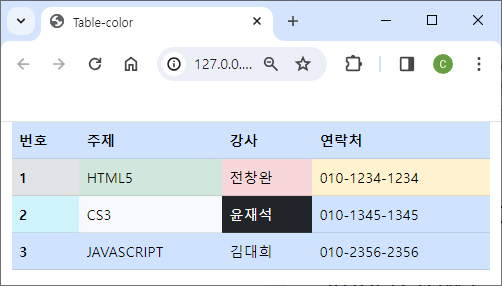 Table-color
127.0.0....
C
번호 주제 강사 연락처
1 HTML5 전창완 010-1234-1234
2 CS3 윤재석 010-1345-1345
3 JAVASCRIPT 김대희 010-2356-2356